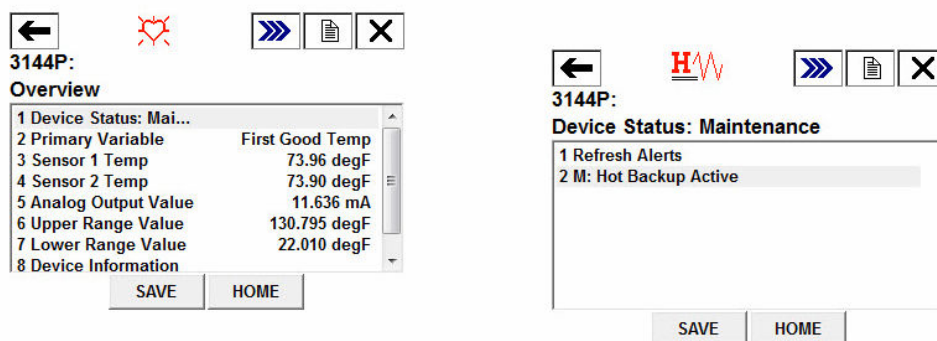 3144P:
Overview
1 Device Status: Mai...
2 Primary Variable First Good Temp
3 Sensor 1 Temp 73.96 degF
4 Sensor 2 Temp 73.90 degF
5 Analog Output Value 11.636 mA
6 Upper Range Value 130.795 degF
7 Lower Range Value 22.010 degF
8 Device Information
SAVE HOME
H
3144P:
Device Status: Maintenance
1 Refresh Alerts
2 M: Hot Backup Active
SAVE HOME